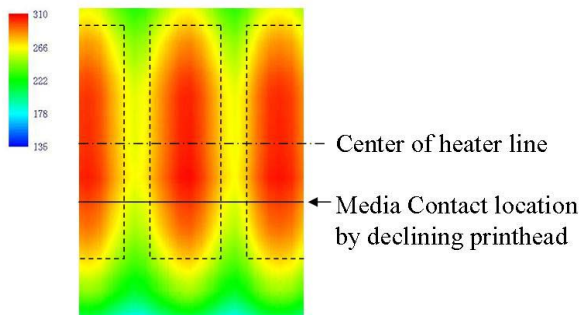 310
266
222
178
135
Center of heater line
Media Contact location
by declining printhead